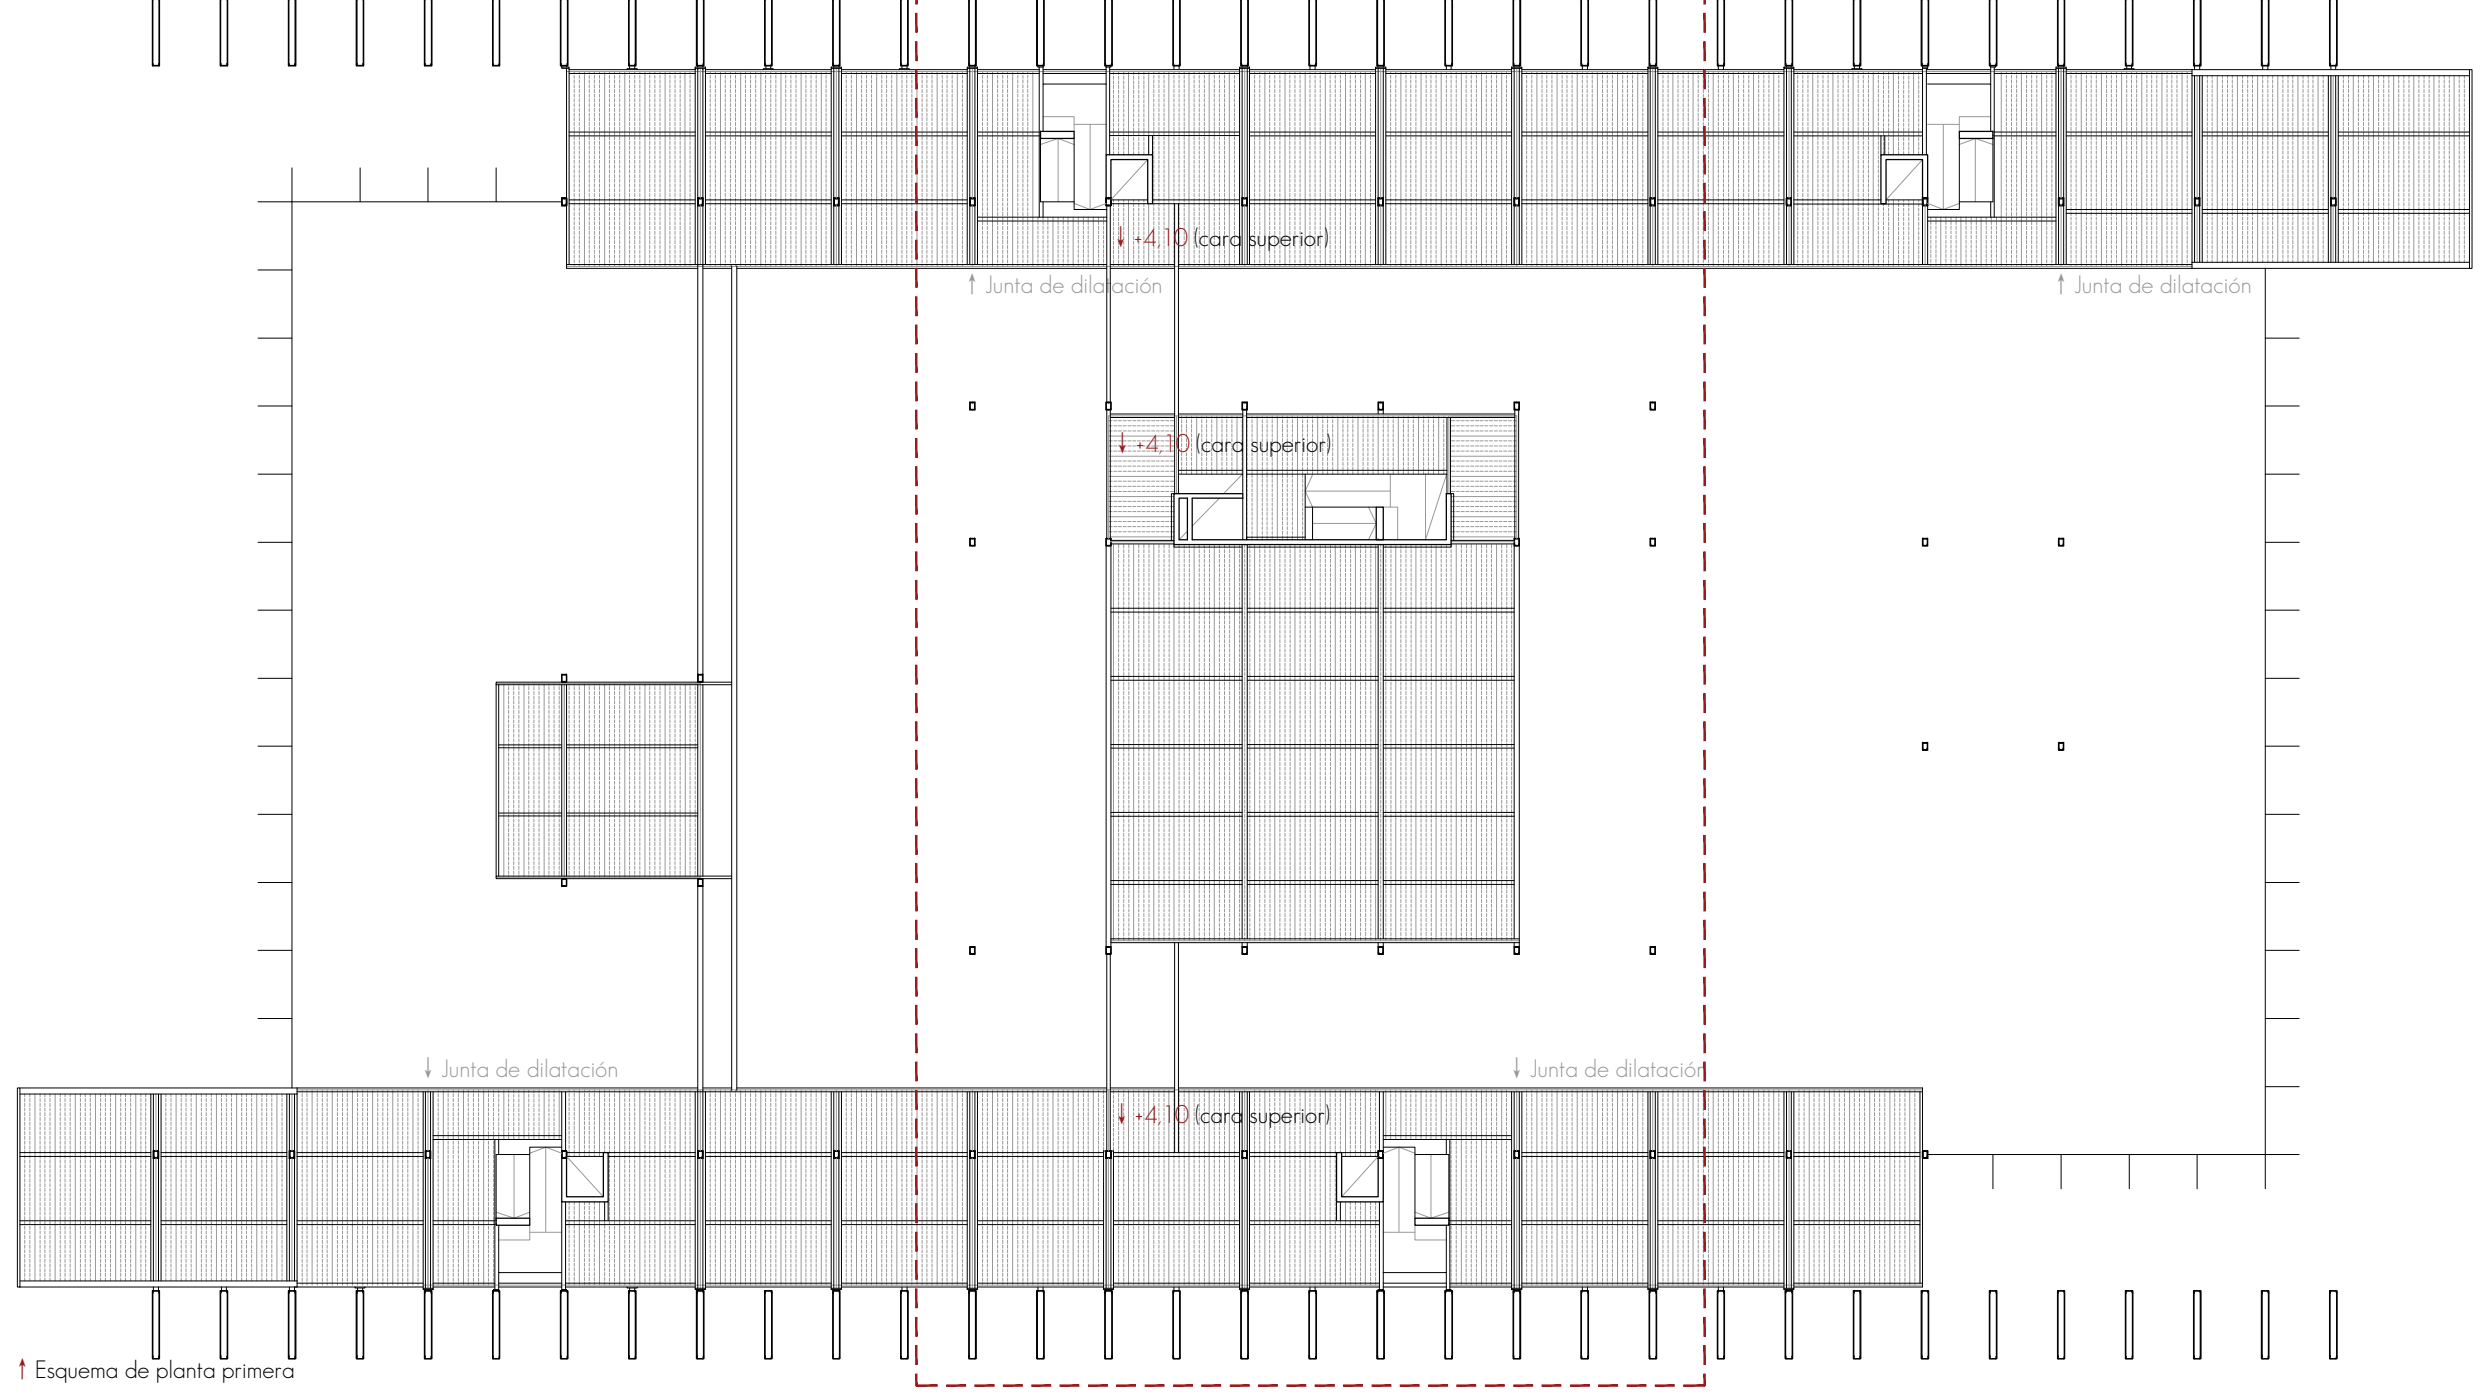 ↓ +4,10 (cara superior)
↑ Junta de dilatación
↑ Junta de dilatación
↓ +4,10 (cara superior)
↓ Junta de dilatación
↓ Junta de dilatación
↓ +4,10 (cara superior)
↑ Esquema de planta primera